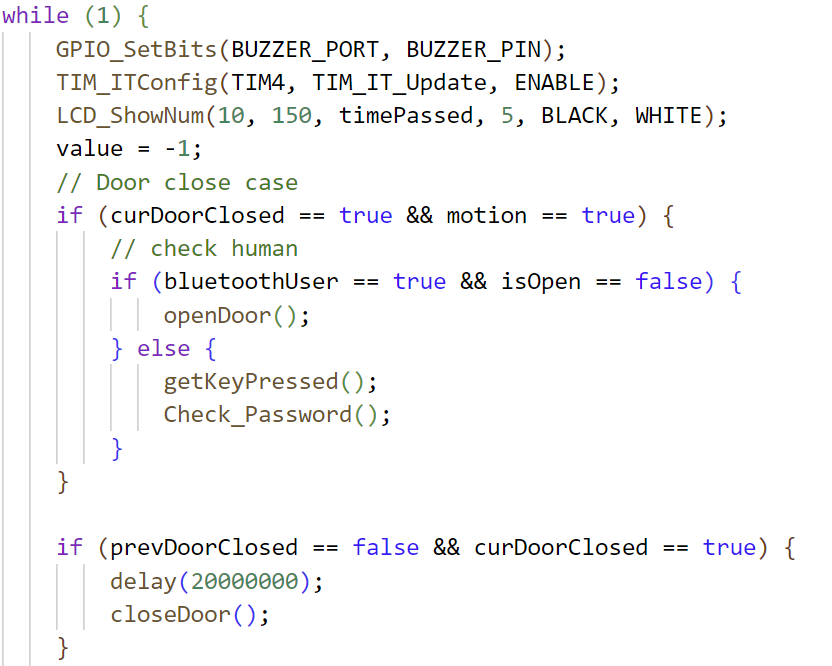 while (1) {
    GPIO_SetBits(BUZZER_PORT, BUZZER_PIN);
    TIM_ITConfig(TIM4, TIM_IT_Update, ENABLE);
    LCD_ShowNum(10, 150, timePassed, 5, BLACK, WHITE);
    value = -1;
    // Door close case
    if (curDoorClosed == true && motion == true) {
        // check human
        if (bluetoothUser == true && isOpen == false) {
            openDoor();
        } else {
            getKeyPressed();
            Check_Password();
        }
    }

    if (prevDoorClosed == false && curDoorClosed == true) {
        delay(20000000);
        closeDoor();
    }